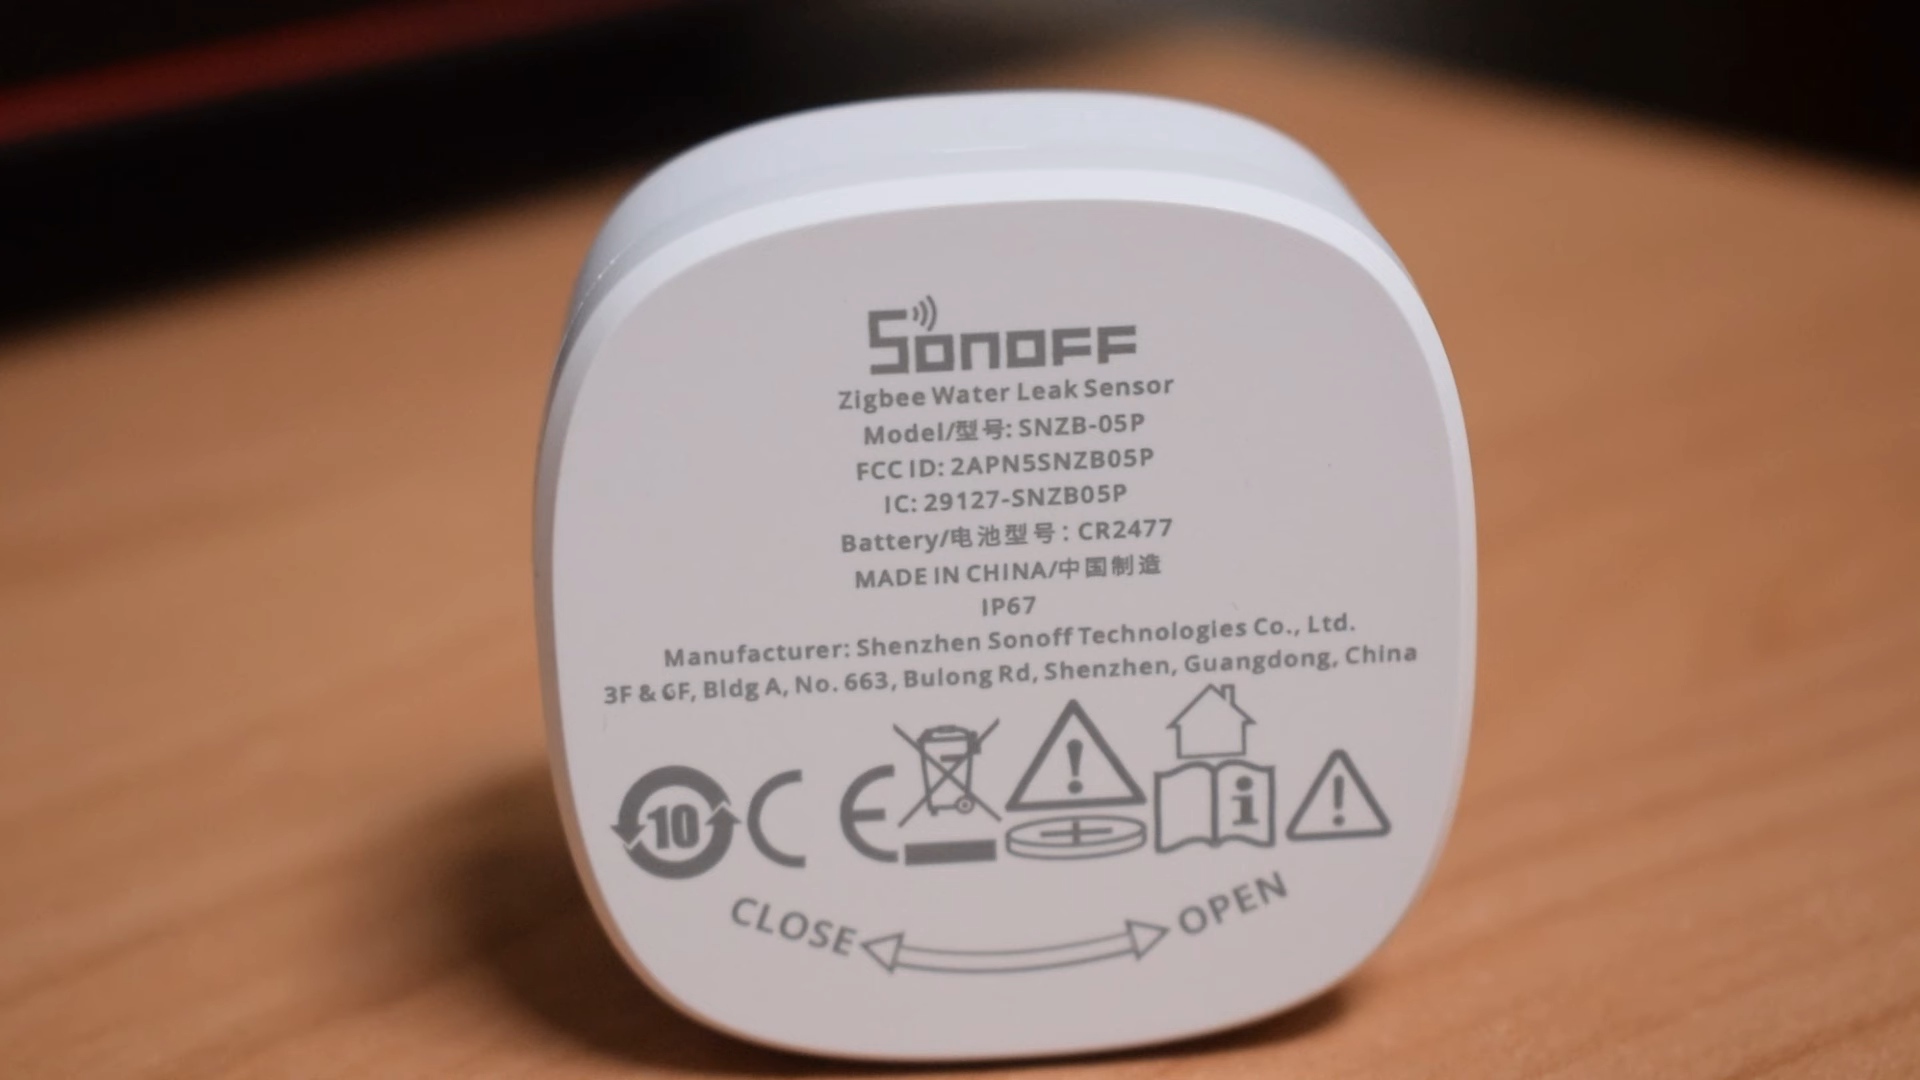 SONOFF
Zigbee Water Leak Sensor
Model/型号: SNZB-05P
FCC ID: 2APN5SNZB05P
IC: 29127-SNZB05P
Battery/电池型号: CR2477
MADE IN CHINA/中国制造
IP67
Manufacturer: Shenzhen Sonoff Technologies Co., Ltd.
3F & 6F, Bldg A, No. 663, Bulong Rd, Shenzhen, Guangdong, China
10 CE
CLOSE OPEN